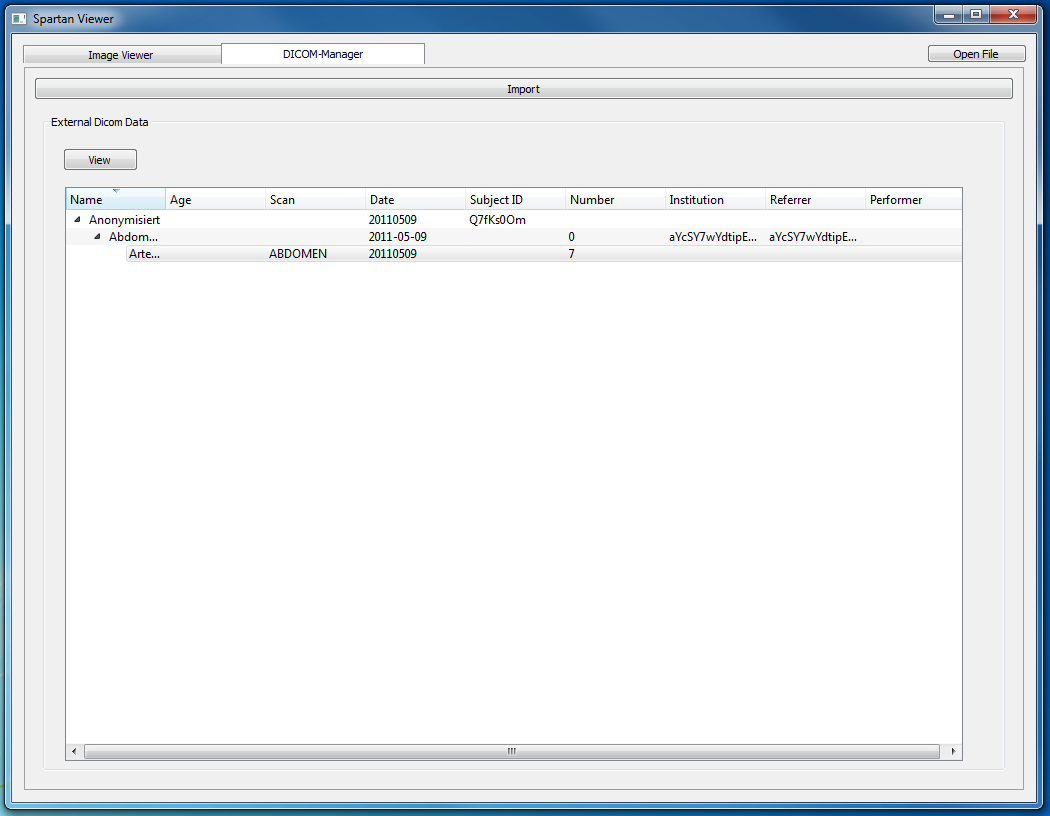 Spartan Viewer
Image Viewer DICOM-Manager Open File
Import
External Dicom Data
View
Name Age Scan Date Subject ID Number Institution Referrer Performer
Anonymisiert 20110509 Q7fKs0Om
Abdom... 2011-05-09 0 aYcSY7wYdtipE... aYcSY7wYdtipE...
Arte... ABDOMEN 20110509 7